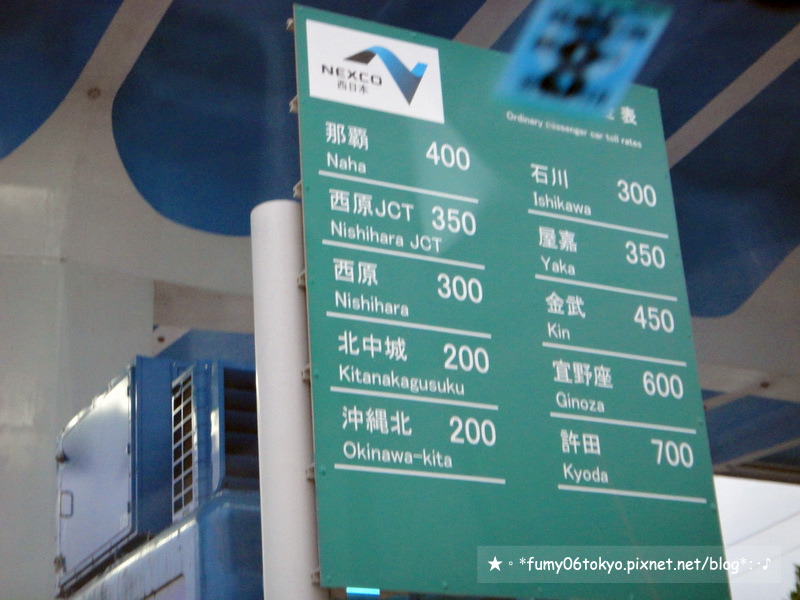 NEXCO
西日本
表
Ordinary passenger car toll rates
那覇 400
Naha
西原JCT 350
Nishihara JCT
西原 300
Nishihara
北中城 200
Kitanakagusuku
沖縄北 200
Okinawa-kita
石川 300
Ishikawa
屋嘉 350
Yaka
金武 450
Kin
宜野座 600
Ginoza
許田 700
Kyoda
★。*fumy06tokyo.pixnet.net/blog*:·♪